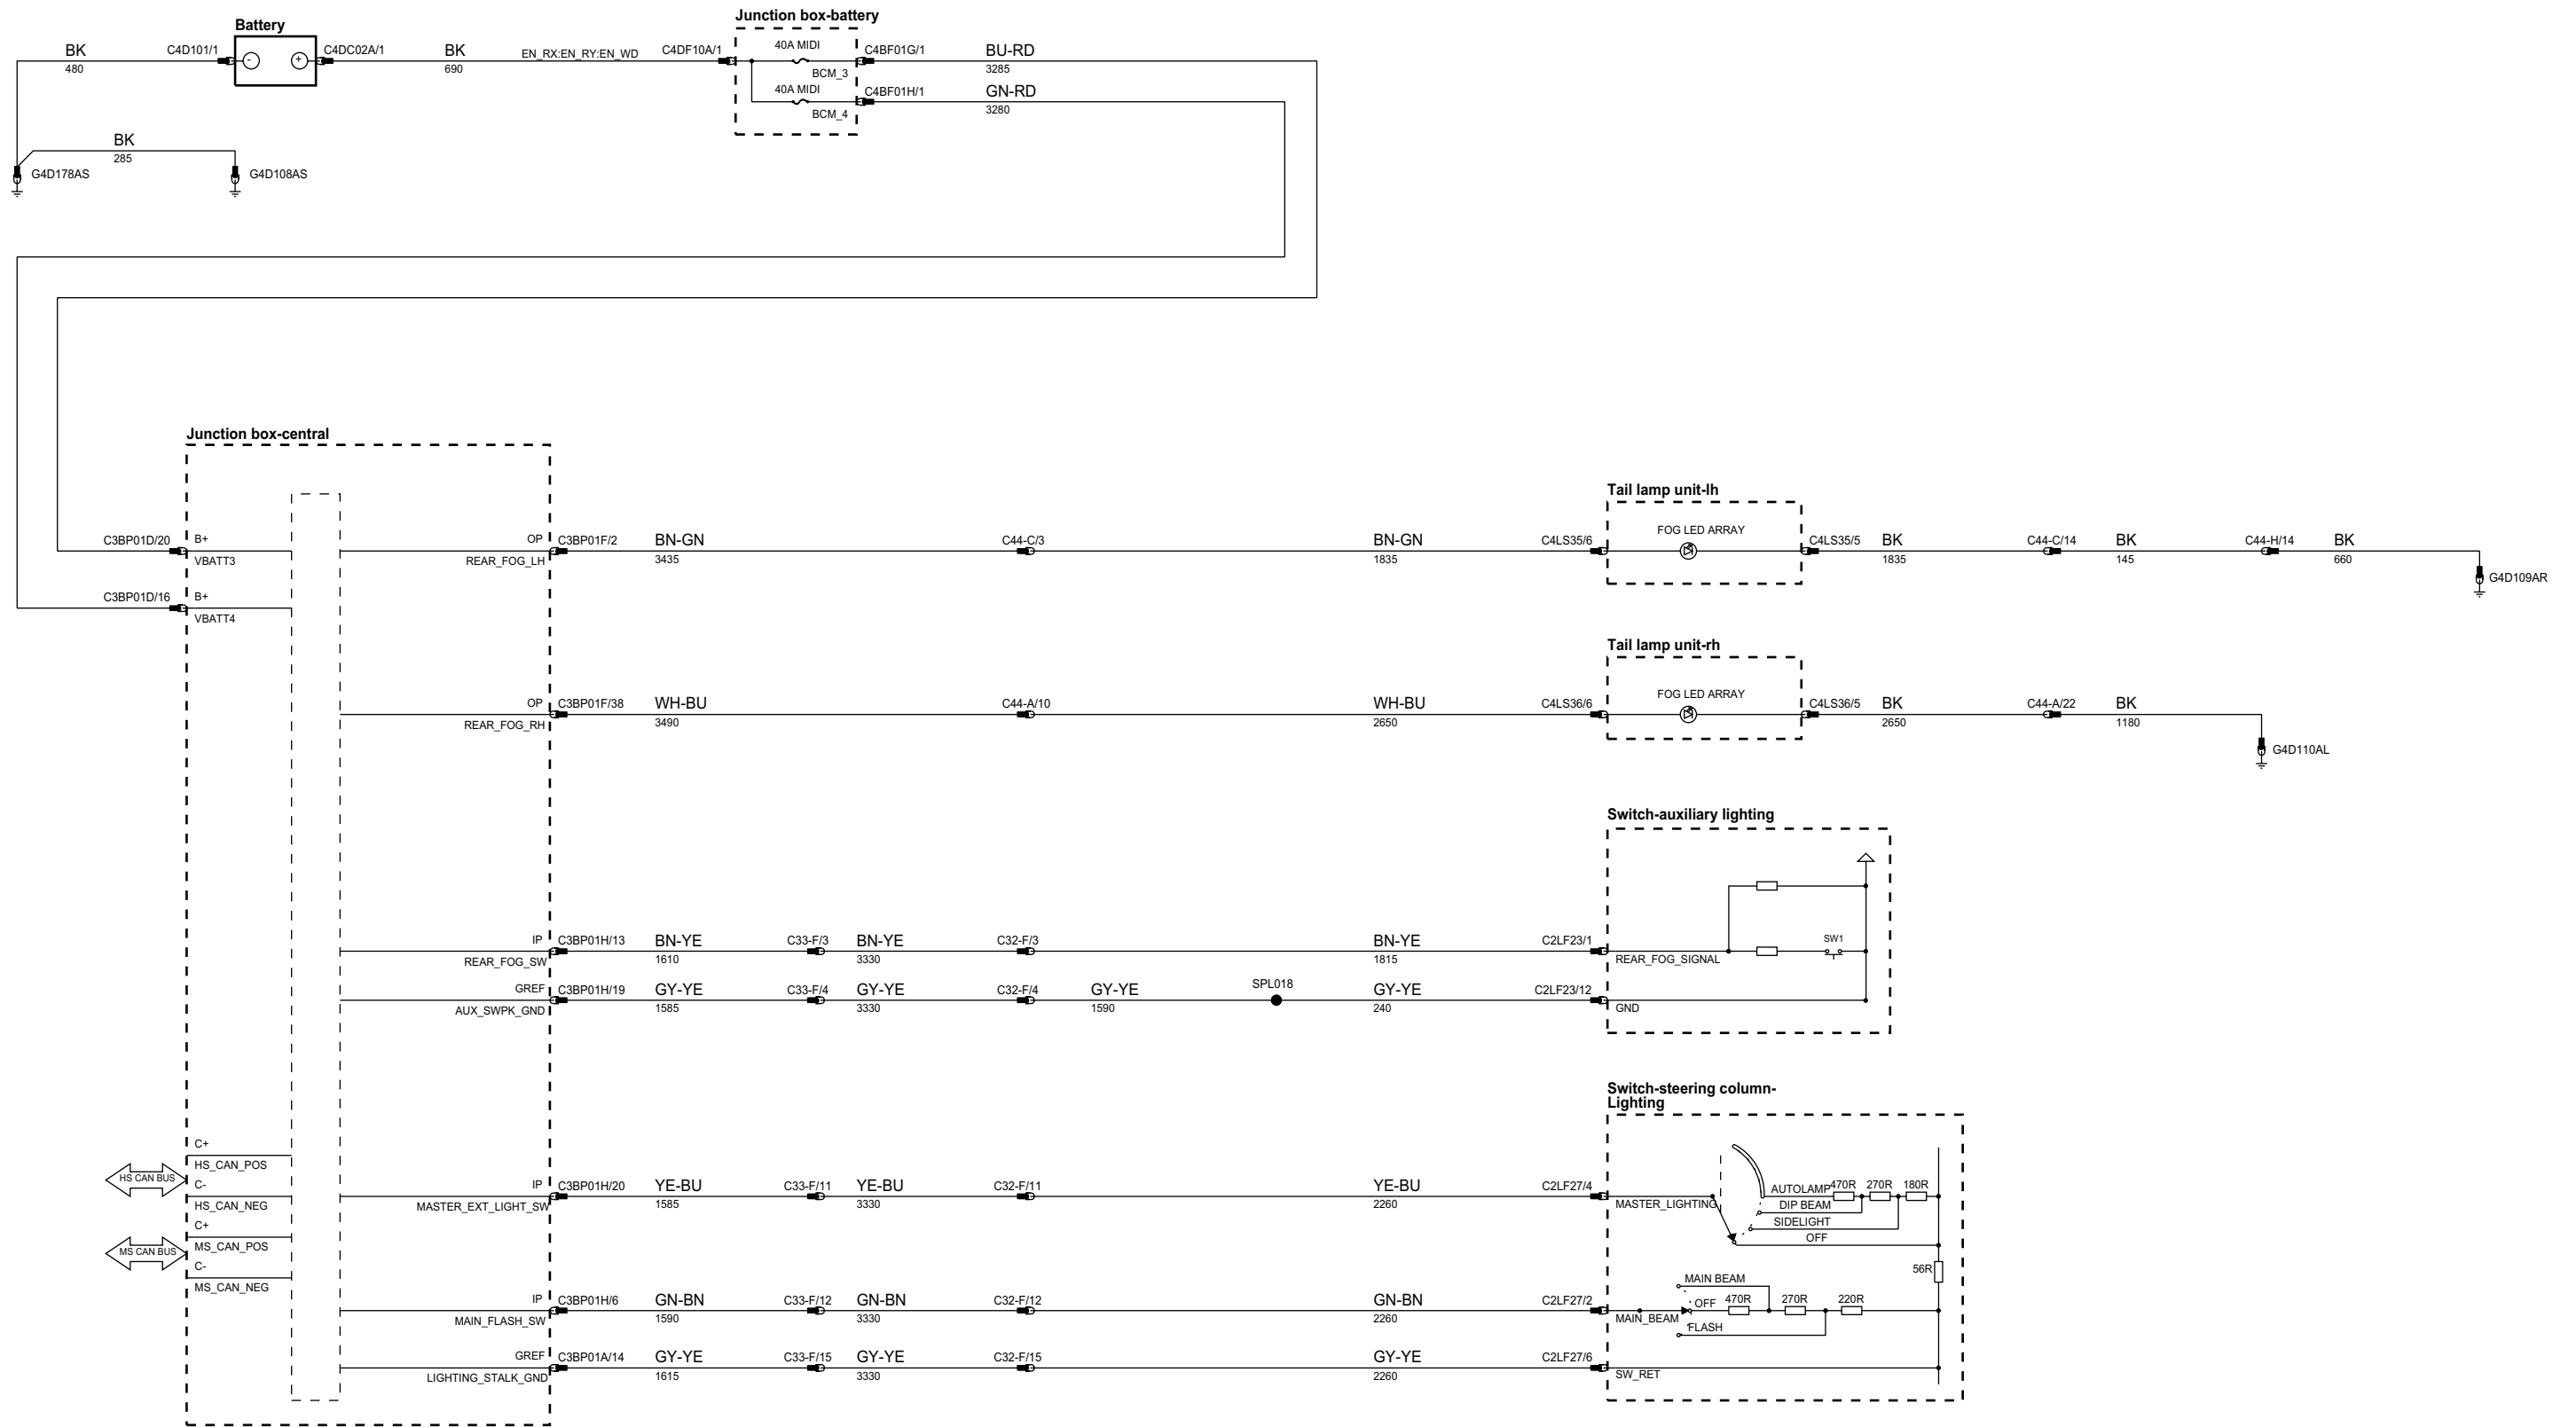 Battery
Junction box-battery
BK
480
C4D101/1
-
+
C4DC02A/1
BK
690
EN_RX:EN_RY:EN_WD
C4DF10A/1
40A MIDI
BCM_3
C4BF01G/1
BU-RD
3285
40A MIDI
BCM_4
C4BF01H/1
GN-RD
3280
BK
285
G4D178AS
G4D108AS
Junction box-central
C3BP01D/20
B+
VBATT3
OP
REAR_FOG_LH
C3BP01F/2
BN-GN
3435
C44-C/3
BN-GN
1835
C4LS35/6
Tail lamp unit-lh
FOG LED ARRAY
C4LS35/5
BK
1835
C44-C/14
BK
145
C44-H/14
BK
660
G4D109AR
C3BP01D/16
B+
VBATT4
OP
REAR_FOG_RH
C3BP01F/38
WH-BU
3490
C44-A/10
WH-BU
2650
C4LS36/6
Tail lamp unit-rh
FOG LED ARRAY
C4LS36/5
BK
2650
C44-A/22
BK
1180
G4D110AL
Switch-auxiliary lighting
IP
REAR_FOG_SW
C3BP01H/13
BN-YE
1610
C33-F/3
BN-YE
3330
C32-F/3
BN-YE
1815
C2LF23/1
REAR_FOG_SIGNAL
SW1
GREF
AUX_SWPK_GND
C3BP01H/19
GY-YE
1585
C33-F/4
GY-YE
3330
C32-F/4
GY-YE
1590
SPL018
GY-YE
240
C2LF23/12
GND
Switch-steering column-
Lighting
C+
HS_CAN_POS
HS CAN BUS
C-
HS_CAN_NEG
C+
MS_CAN_POS
MS CAN BUS
C-
MS_CAN_NEG
IP
MASTER_EXT_LIGHT_SW
C3BP01H/20
YE-BU
1585
C33-F/11
YE-BU
3330
C32-F/11
YE-BU
2260
C2LF27/4
MASTER_LIGHTING
AUTOLAMP
470R
270R
180R
DIP BEAM
SIDELIGHT
OFF
56R
IP
MAIN_FLASH_SW
C3BP01H/6
GN-BN
1590
C33-F/12
GN-BN
3330
C32-F/12
GN-BN
2260
C2LF27/2
MAIN_BEAM
MAIN BEAM
OFF
470R
270R
220R
FLASH
GREF
LIGHTING_STALK_GND
C3BP01A/14
GY-YE
1615
C33-F/15
GY-YE
3330
C32-F/15
GY-YE
2260
C2LF27/6
SW_RET